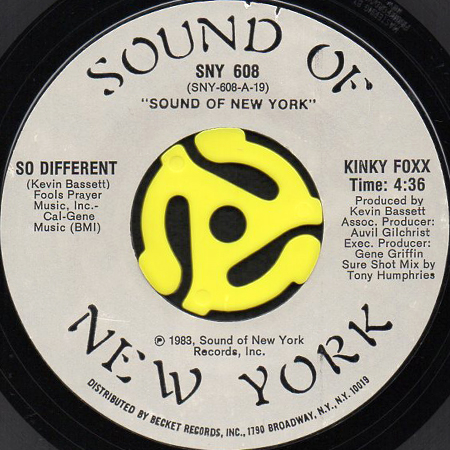 SOUND OF
SNY 608
(SNY-608-A-19)
"SOUND OF NEW YORK"
SO DIFFERENT
(Kevin Bassett)
Fools Prayer
Music, Inc.-
Cal-Gene
Music (BMI)
KINKY FOXX
Time: 4:36
Produced by
Kevin Bassett
Assoc. Producer:
Auvil Gilchrist
Exec. Producer:
Gene Griffin
Sure Shot Mix by
Tony Humphries
℗ 1983, Sound of New York
Records, Inc.
NEW YORK
DISTRIBUTED BY BECKET RECORDS, INC., 1790 BROADWAY, N.Y., N.Y. 10019